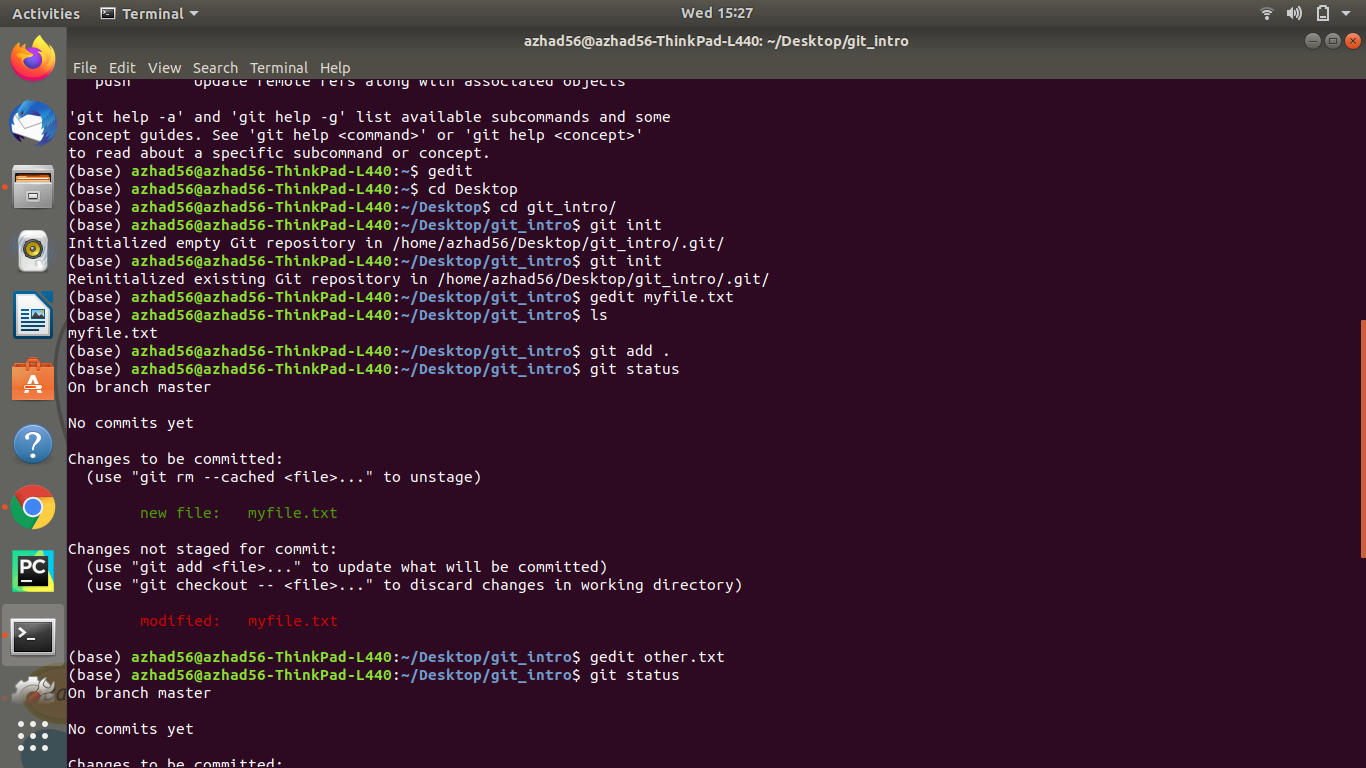 Activities Terminal Wed 15:27
azhad56@azhad56-ThinkPad-L440: ~/Desktop/git_intro
File Edit View Search Terminal Help
push Update remote refs along with associated objects
'git help -a' and 'git help -g' list available subcommands and some
concept guides. See 'git help <command>' or 'git help <concept>'
to read about a specific subcommand or concept.
(base) azhad56@azhad56-ThinkPad-L440:~$ gedit
(base) azhad56@azhad56-ThinkPad-L440:~$ cd Desktop
(base) azhad56@azhad56-ThinkPad-L440:~/Desktop$ cd git_intro/
(base) azhad56@azhad56-ThinkPad-L440:~/Desktop/git_intro$ git init
Initialized empty Git repository in /home/azhad56/Desktop/git_intro/.git/
(base) azhad56@azhad56-ThinkPad-L440:~/Desktop/git_intro$ git init
Reinitialized existing Git repository in /home/azhad56/Desktop/git_intro/.git/
(base) azhad56@azhad56-ThinkPad-L440:~/Desktop/git_intro$ gedit myfile.txt
(base) azhad56@azhad56-ThinkPad-L440:~/Desktop/git_intro$ ls
myfile.txt
(base) azhad56@azhad56-ThinkPad-L440:~/Desktop/git_intro$ git add .
(base) azhad56@azhad56-ThinkPad-L440:~/Desktop/git_intro$ git status
On branch master
No commits yet
Changes to be committed:
(use "git rm --cached <file>..." to unstage)
new file: myfile.txt
Changes not staged for commit:
(use "git add <file>..." to update what will be committed)
(use "git checkout -- <file>..." to discard changes in working directory)
modified: myfile.txt
(base) azhad56@azhad56-ThinkPad-L440:~/Desktop/git_intro$ gedit other.txt
(base) azhad56@azhad56-ThinkPad-L440:~/Desktop/git_intro$ git status
On branch master
No commits yet
Changes to be committed:
PC